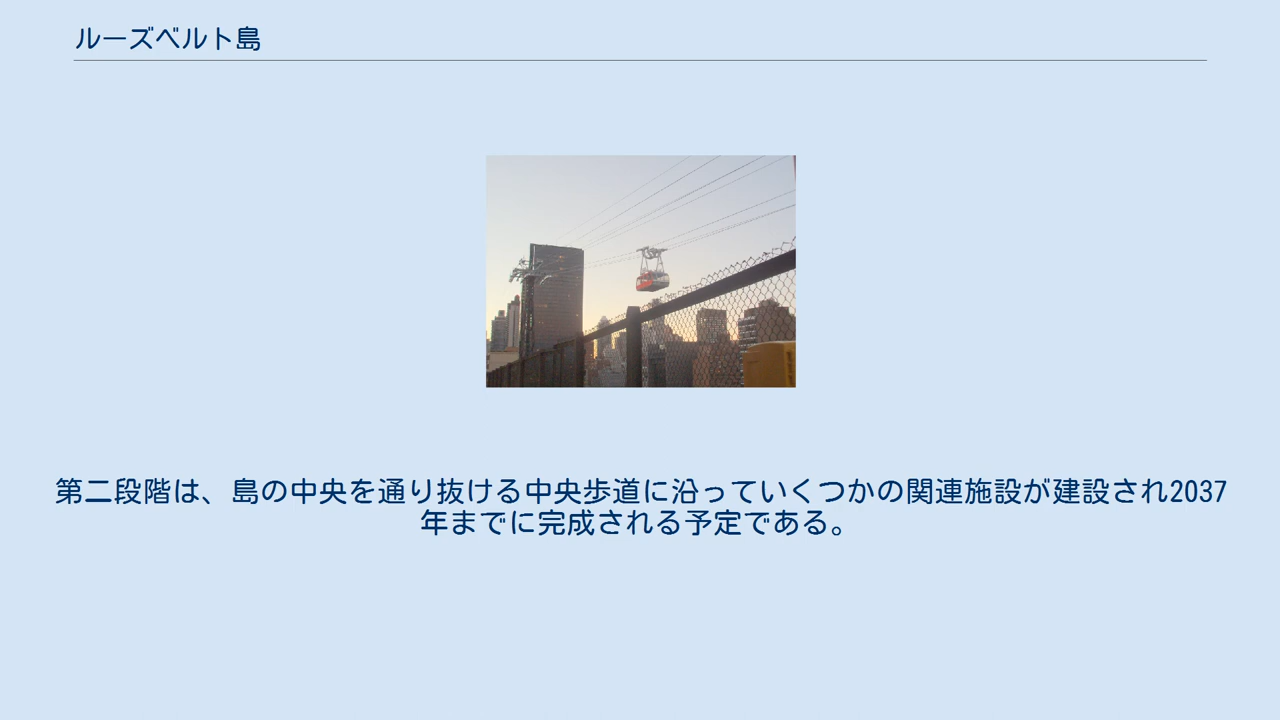 ルーズベルト島
第二段階は、島の中央を通り抜ける中央歩道に沿っていくつかの関連施設が建設され2037
年までに完成される予定である。